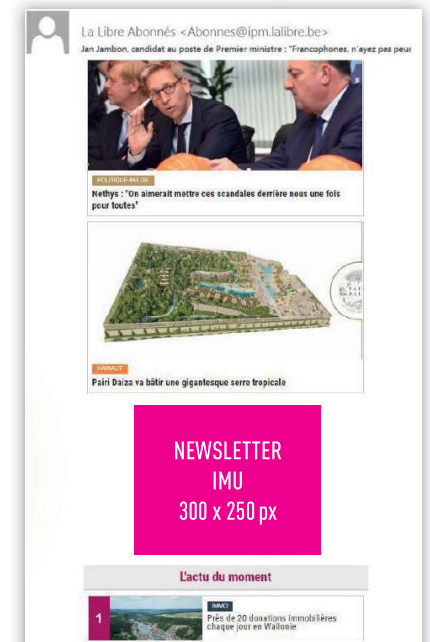 La Libre Abonnés <Abonnes@ipm.lalibre.be>
Jan Jambon, candidat au poste de Premier ministre : "Francophones, n'ayez pas peur
POLITIQUE BELGE
Nethys : "On aimerait mettre ces scandales derrière nous une fois
pour toutes"
HAINAUT
Pairi Daiza va bâtir une gigantesque serre tropicale
NEWSLETTER
IMU
300 x 250 px
L'actu du moment
1
IMMO
Près de 20 donations immobilières
chaque jour en Wallonie